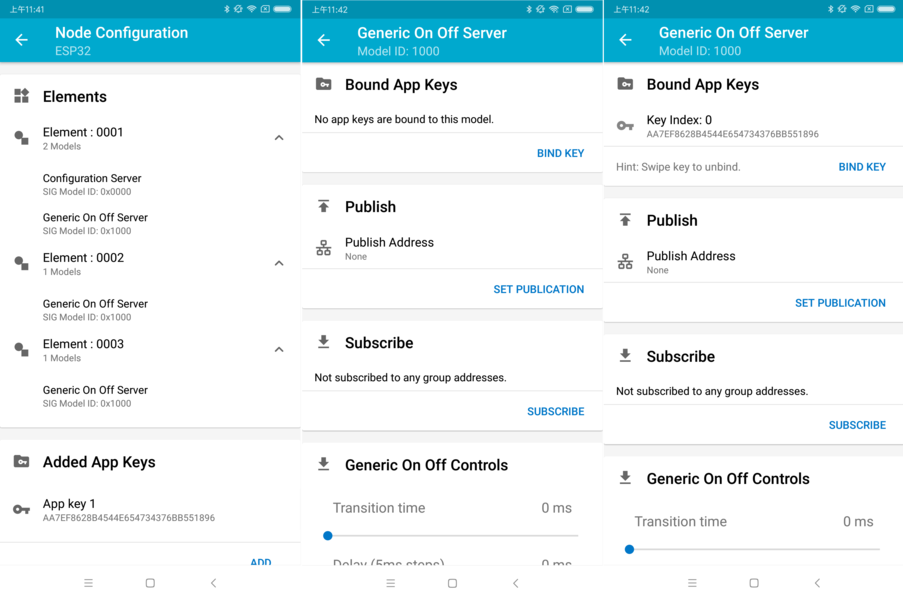 上午11:41
Node Configuration
ESP32
Elements
Element : 0001
2 Models
Configuration Server
SIG Model ID: 0x0000
Generic On Off Server
SIG Model ID: 0x1000
Element : 0002
1 Models
Generic On Off Server
SIG Model ID: 0x1000
Element : 0003
1 Models
Generic On Off Server
SIG Model ID: 0x1000
Added App Keys
App key 1
AA7EF8628B4544E654734376BB551896
ADD
上午11:42
Generic On Off Server
Model ID: 1000
Bound App Keys
No app keys are bound to this model.
BIND KEY
Publish
Publish Address
None
SET PUBLICATION
Subscribe
Not subscribed to any group addresses.
SUBSCRIBE
Generic On Off Controls
Transition time 0 ms
Delay (5ms steps) 0 ms
上午11:42
Generic On Off Server
Model ID: 1000
Bound App Keys
Key Index: 0
AA7EF8628B4544E654734376BB551896
Hint: Swipe key to unbind. BIND KEY
Publish
Publish Address
None
SET PUBLICATION
Subscribe
Not subscribed to any group addresses.
SUBSCRIBE
Generic On Off Controls
Transition time 0 ms